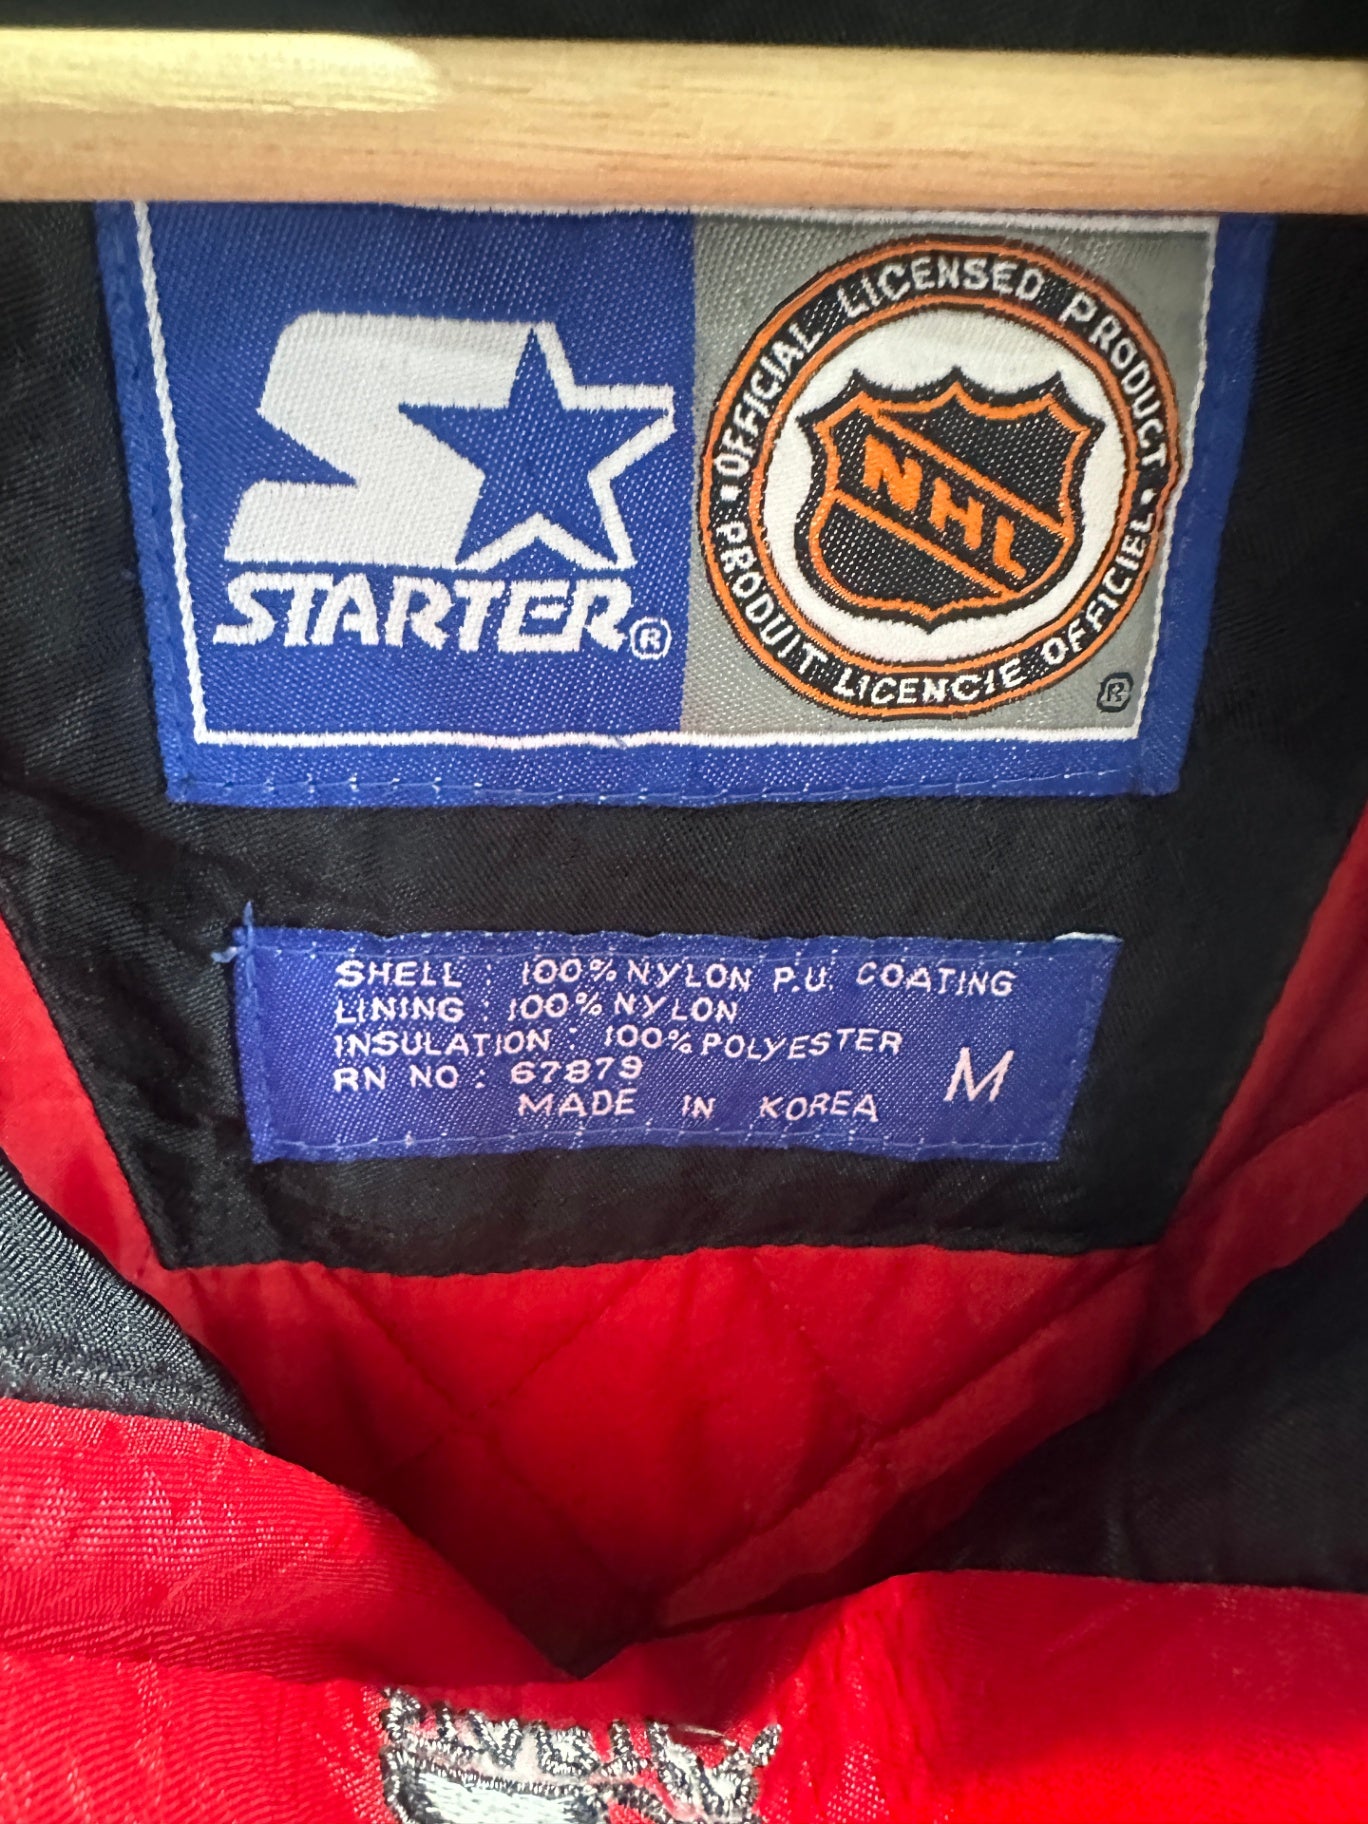 STARTER®
OFFICIAL LICENSED PRODUCT •
PRODUIT LICENCIE OFFICIEL •
NHL
®
SHELL : 100% NYLON P.U. COATING
LINING : 100% NYLON
INSULATION : 100% POLYESTER
RN NO : 67879
MADE IN KOREA
M